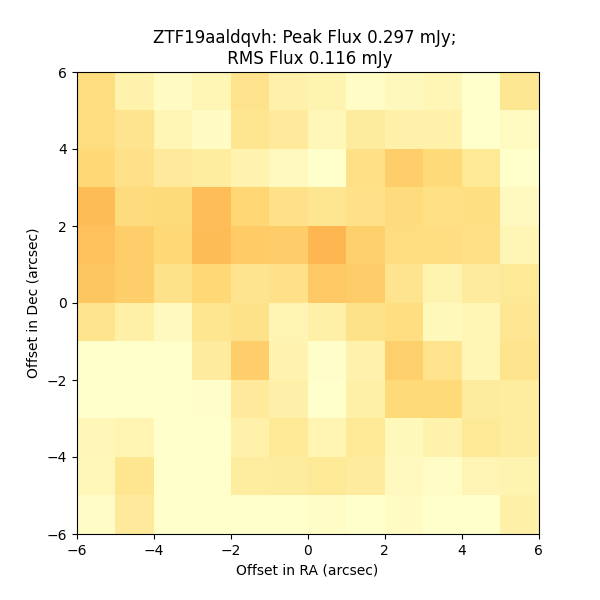 ZTF19aaldqvh: Peak Flux 0.297 mJy;
RMS Flux 0.116 mJy
6
4
2
0
−2
−4
−6
Offset in Dec (arcsec)
−6 −4 −2 0 2 4 6
Offset in RA (arcsec)